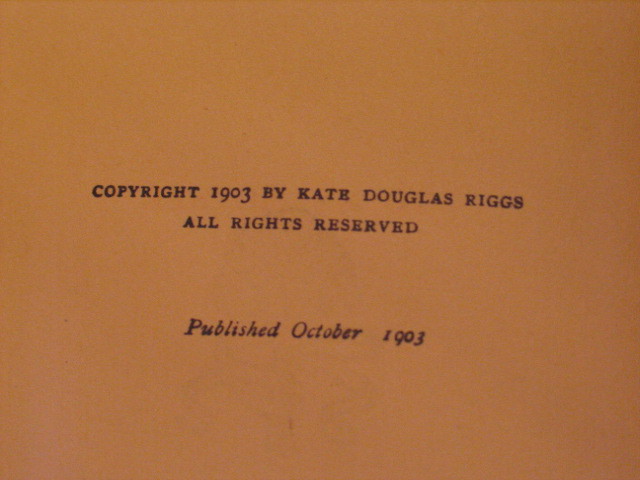 COPYRIGHT 1903 BY KATE DOUGLAS RIGGS
ALL RIGHTS RESERVED
Published October 1903